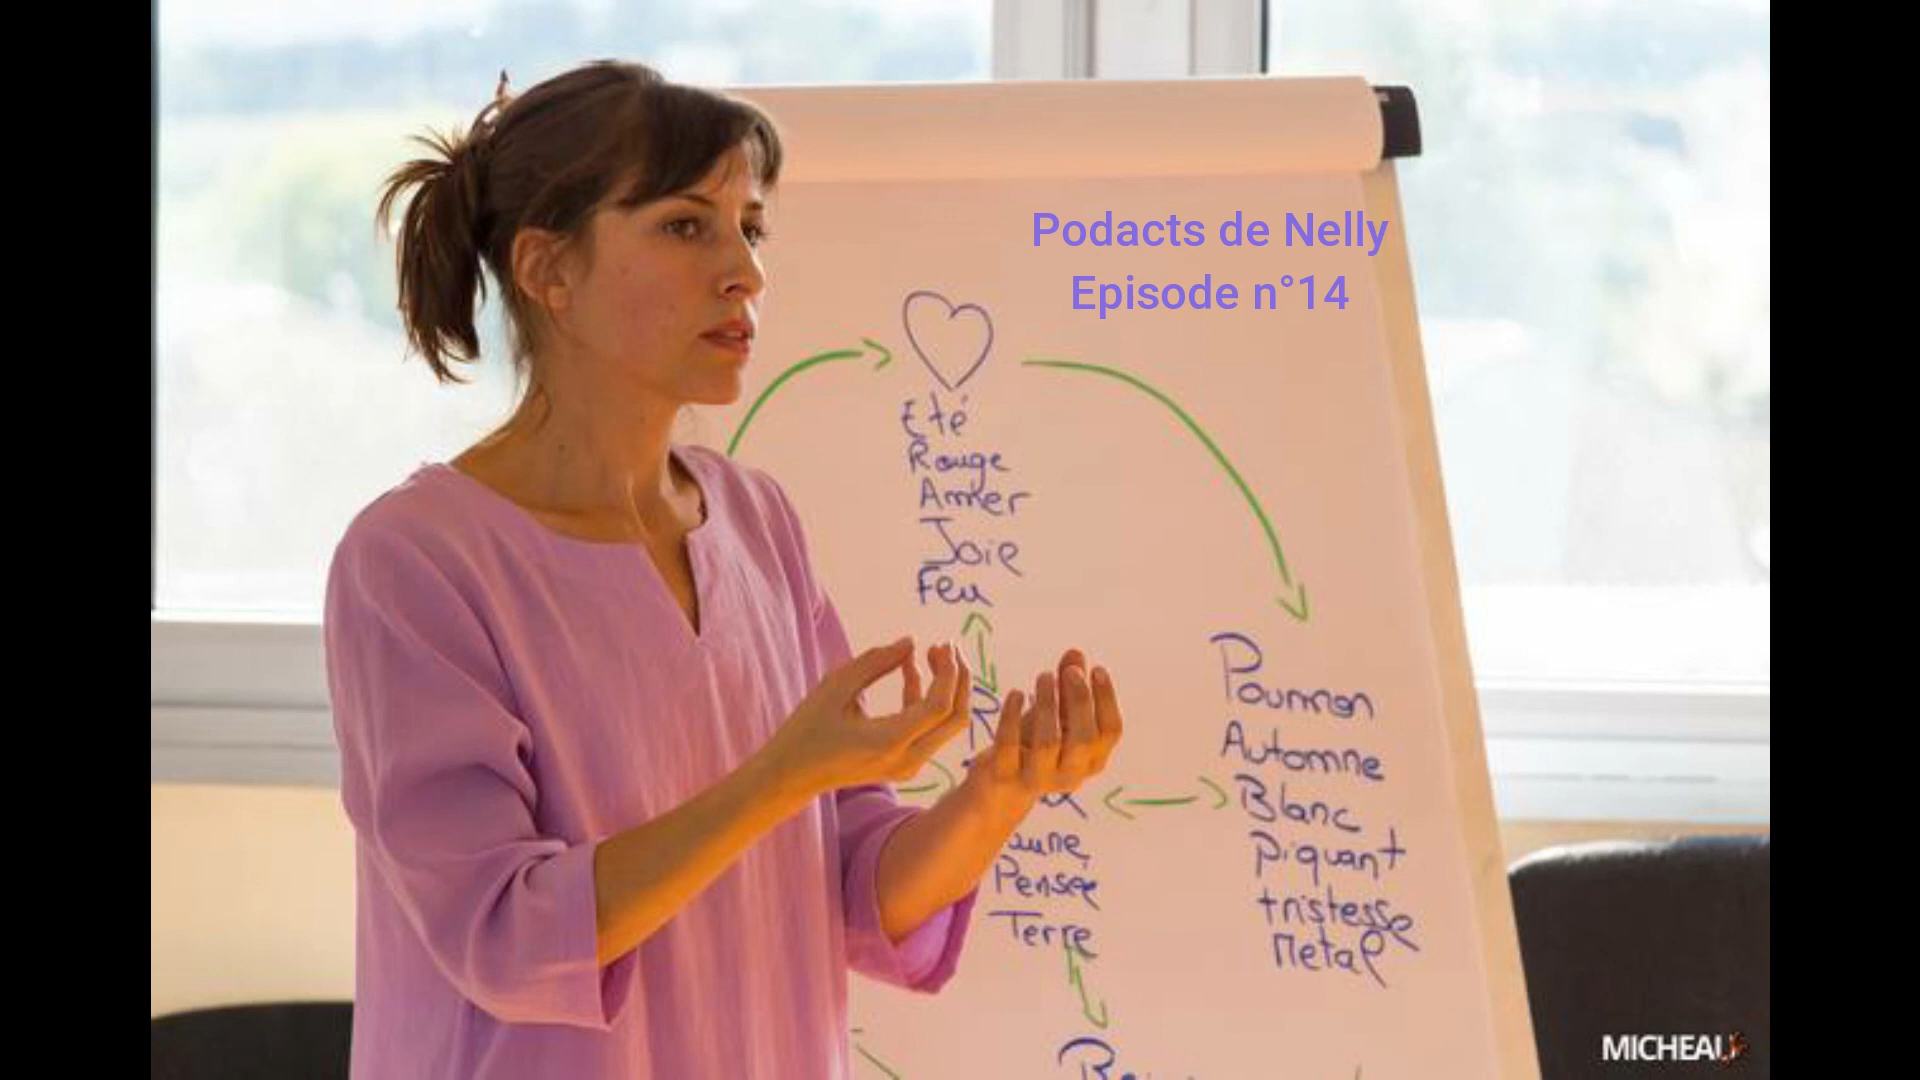 Podacts de Nelly
Episode n°14
Eté
Rouge
Amer
Joie
Feu
Poumon
Automne
Blanc
Piquant
tristesse
Metal
aune
Pensée
Terre
MICHEAU